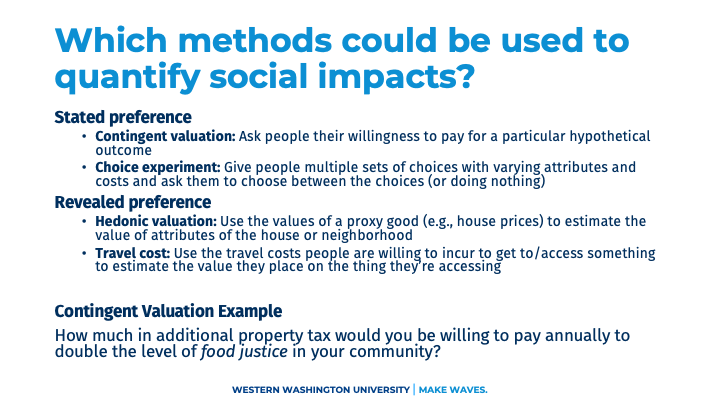 Which methods could be used to
quantify social impacts?
Stated preference
• Contingent valuation: Ask people their willingness to pay for a particular hypothetical
outcome
• Choice experiment: Give people multiple sets of choices with varying attributes and
costs and ask them to choose between the choices (or doing nothing)
Revealed preference
• Hedonic valuation: Use the values of a proxy good (e.g., house prices) to estimate the
value of attributes of the house or neighborhood
• Travel cost: Use the travel costs people are willing to incur to get to/access something
to estimate the value they place on the thing they're accessing
Contingent Valuation Example
How much in additional property tax would you be willing to pay annually to
double the level of food justice in your community?
WESTERN WASHINGTON UNIVERSITY | MAKE WAVES.